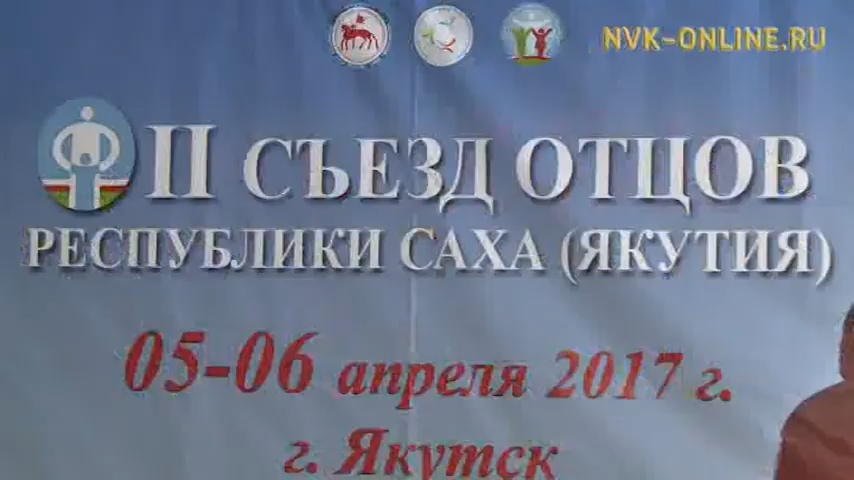 NVK-ONLINE.RU
II СЪЕЗД ОТЦОВ
РЕСПУБЛИКИ САХА (ЯКУТИЯ)
05-06 апреля 2017 г.
г. Якутск